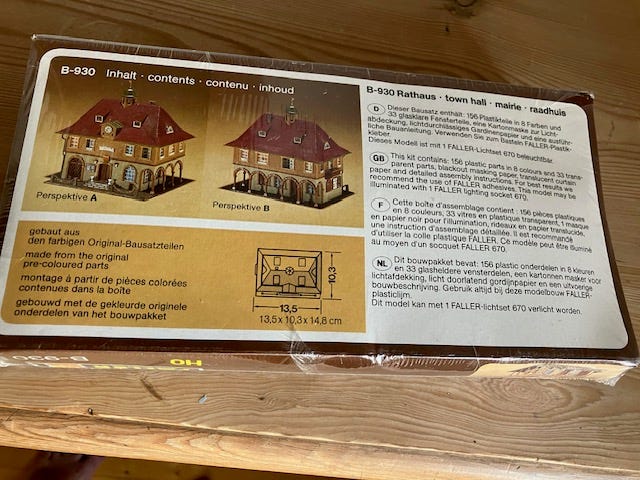 B-930 Inhalt · contents · contenu · inhoud
Perspektive A
Perspektive B
gebaut aus
den farbigen Original-Bausatzteilen
made from the original
pre-coloured parts
montage à partir de pièces colorées
contenues dans la boîte
gebouwd met de gekleurde originele
onderdelen van het bouwpakket
10,3
13,5
13,5 x 10,3 x 14,8 cm
B-930 Rathaus · town hall · mairie · raadhuis
D Dieser Bausatz enthält: 156 Plastikteile in 8 Farben und
33 glasklare Fensterteile, eine Kartonmaske zur Licht-
abdeckung, lichtdurchlässiges Gardinenpapier und eine ausführ-
liche Bauanleitung. Verwenden Sie zum Basteln FALLER-Plastik-
kleber.
Dieses Modell ist mit 1 FALLER-Lichtset 670 beleuchtbar.
GB This kit contains: 156 plastic parts in 8 colours and 33 trans-
parent parts, blackout masking paper, translucent curtain
paper and detailed assembly instructions. For best results we
recommend the use of FALLER adhesives. This model may be
illuminated with 1 FALLER lighting socket 670.
F Cette boîte d'assemblage contient: 156 pièces plastiques
en 8 couleurs, 33 vitres en plastique transparent, 1 masque
en papier noir pour l'illumination, rideaux en papier translucide,
une instruction d'assemblage détaillée. Il est recommandé
d'utiliser la colle plastique FALLER. Ce modèle peut être illuminé
au moyen d'un socquet FALLER 670.
NL Dit bouwpakket bevat: 156 plastic onderdelen in 8 kleuren
en 33 glasheldere vensterdelen, een kartonnen masker voor
lichtafdekking, licht doorlatend gordijnpapier en een uitvoerige
bouwbeschrijving. Gebruik altijd bij deze modelbouw FALLER-
plasticlijm.
Dit model kan met 1 FALLER-lichtset 670 verlicht worden.
B-930
HO